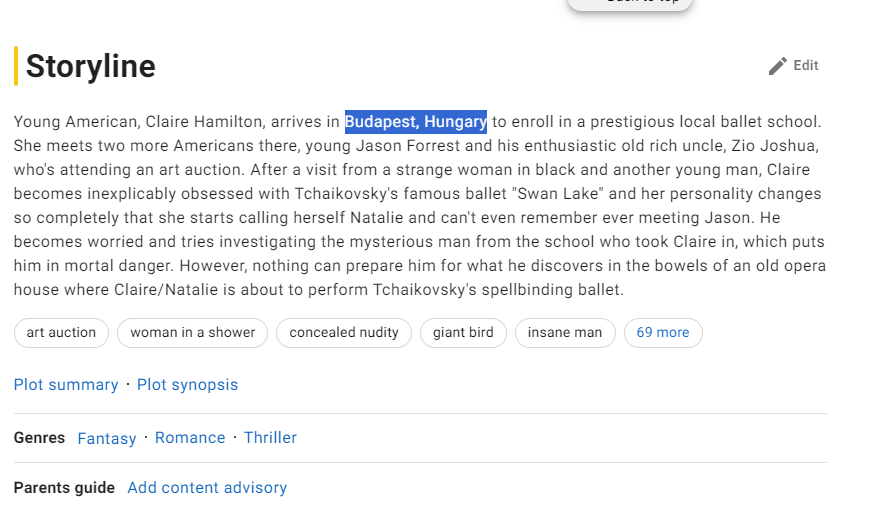 Storyline
Edit
Young American, Claire Hamilton, arrives in Budapest, Hungary to enroll in a prestigious local ballet school.
She meets two more Americans there, young Jason Forrest and his enthusiastic old rich uncle, Zio Joshua,
who's attending an art auction. After a visit from a strange woman in black and another young man, Claire
becomes inexplicably obsessed with Tchaikovsky's famous ballet "Swan Lake" and her personality changes
so completely that she starts calling herself Natalie and can't even remember ever meeting Jason. He
becomes worried and tries investigating the mysterious man from the school who took Claire in, which puts
him in mortal danger. However, nothing can prepare him for what he discovers in the bowels of an old opera
house where Claire/Natalie is about to perform Tchaikovsky's spellbinding ballet.
art auction woman in a shower concealed nudity giant bird insane man 69 more
Plot summary · Plot synopsis
Genres Fantasy · Romance · Thriller
Parents guide Add content advisory